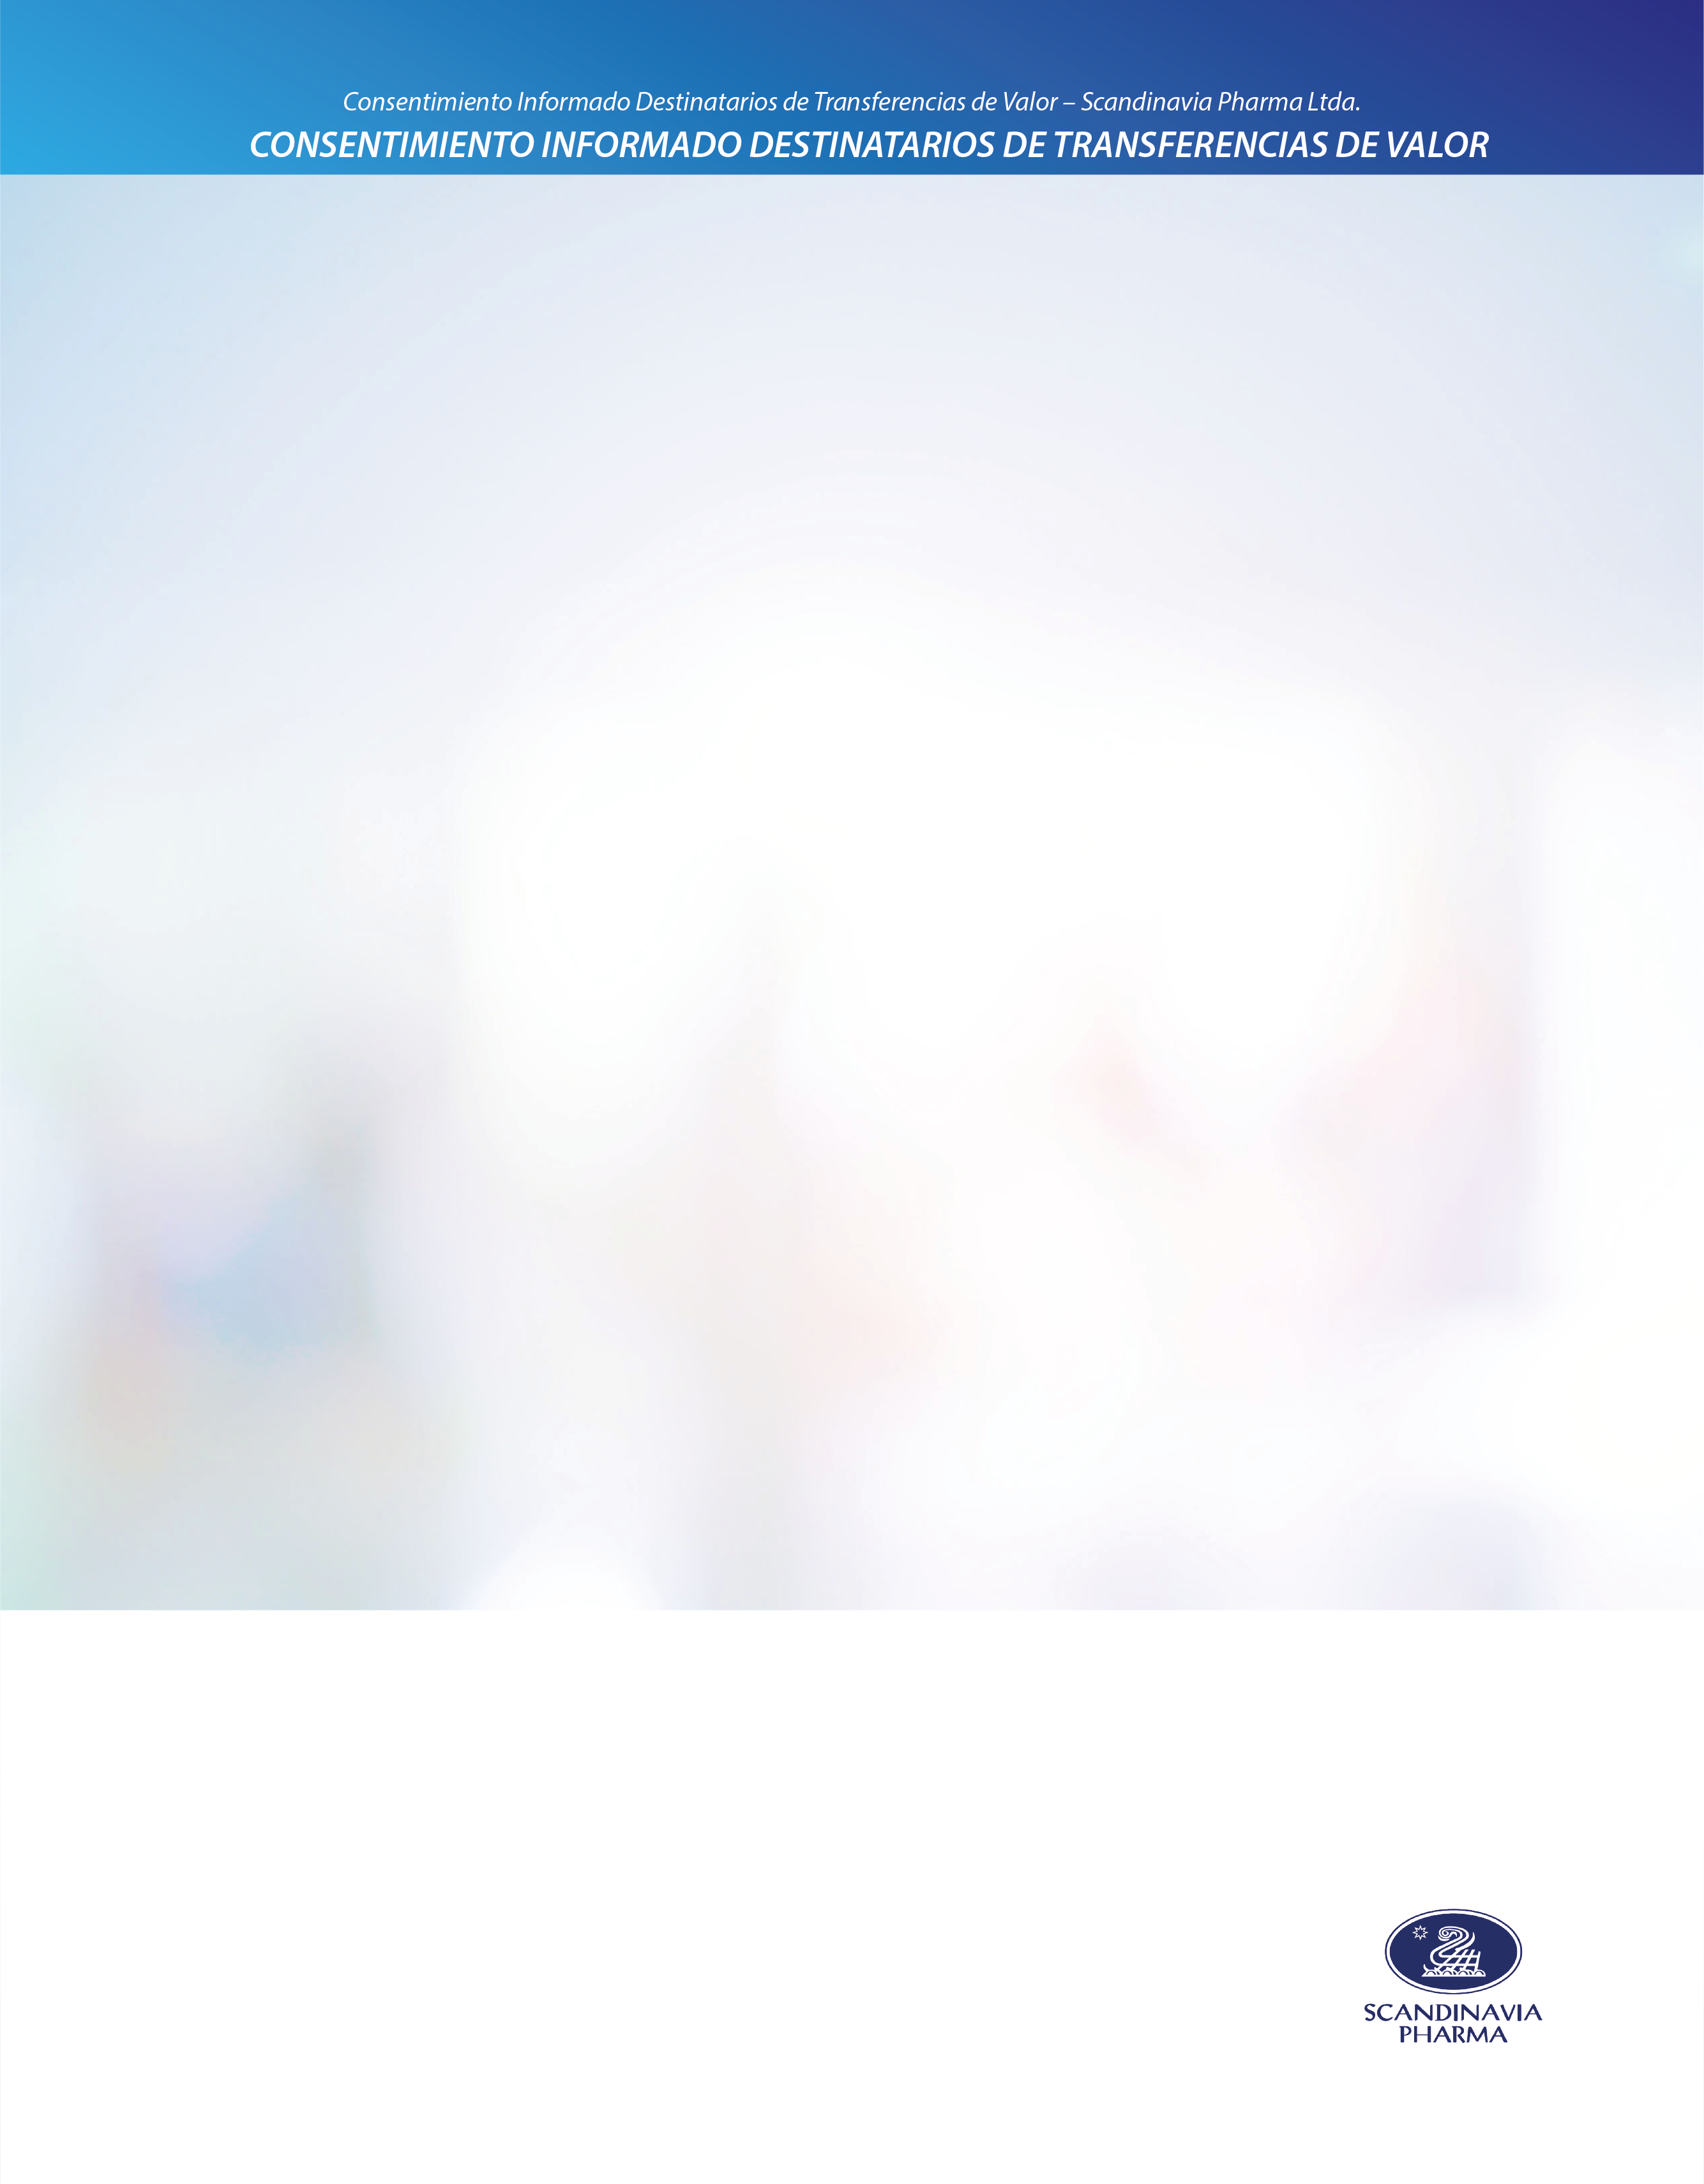 Consentimiento Informado Destinatarios de Transferencias de Valor – Scandinavia Pharma Ltda.
CONSENTIMIENTO INFORMADO DESTINATARIOS DE TRANSFERENCIAS DE VALOR
SCANDINAVIA
PHARMA